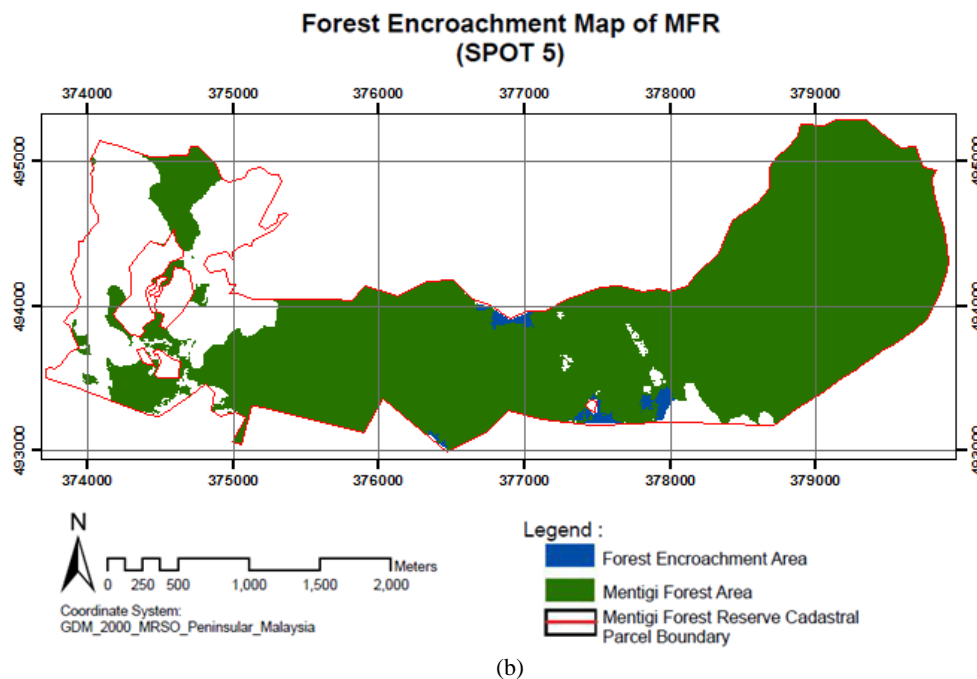 Forest Encroachment Map of MFR
(SPOT 5)
374000 375000 376000 377000 378000 379000
495000 495000
494000 494000
493000 493000
374000 375000 376000 377000 378000 379000
N
Meters
0 250 500 1,000 1,500 2,000
Coordinate System:
GDM_2000_MRSO_Peninsular_Malaysia
Legend :
Forest Encroachment Area
Mentigi Forest Area
Mentigi Forest Reserve Cadastral
Parcel Boundary
(b)